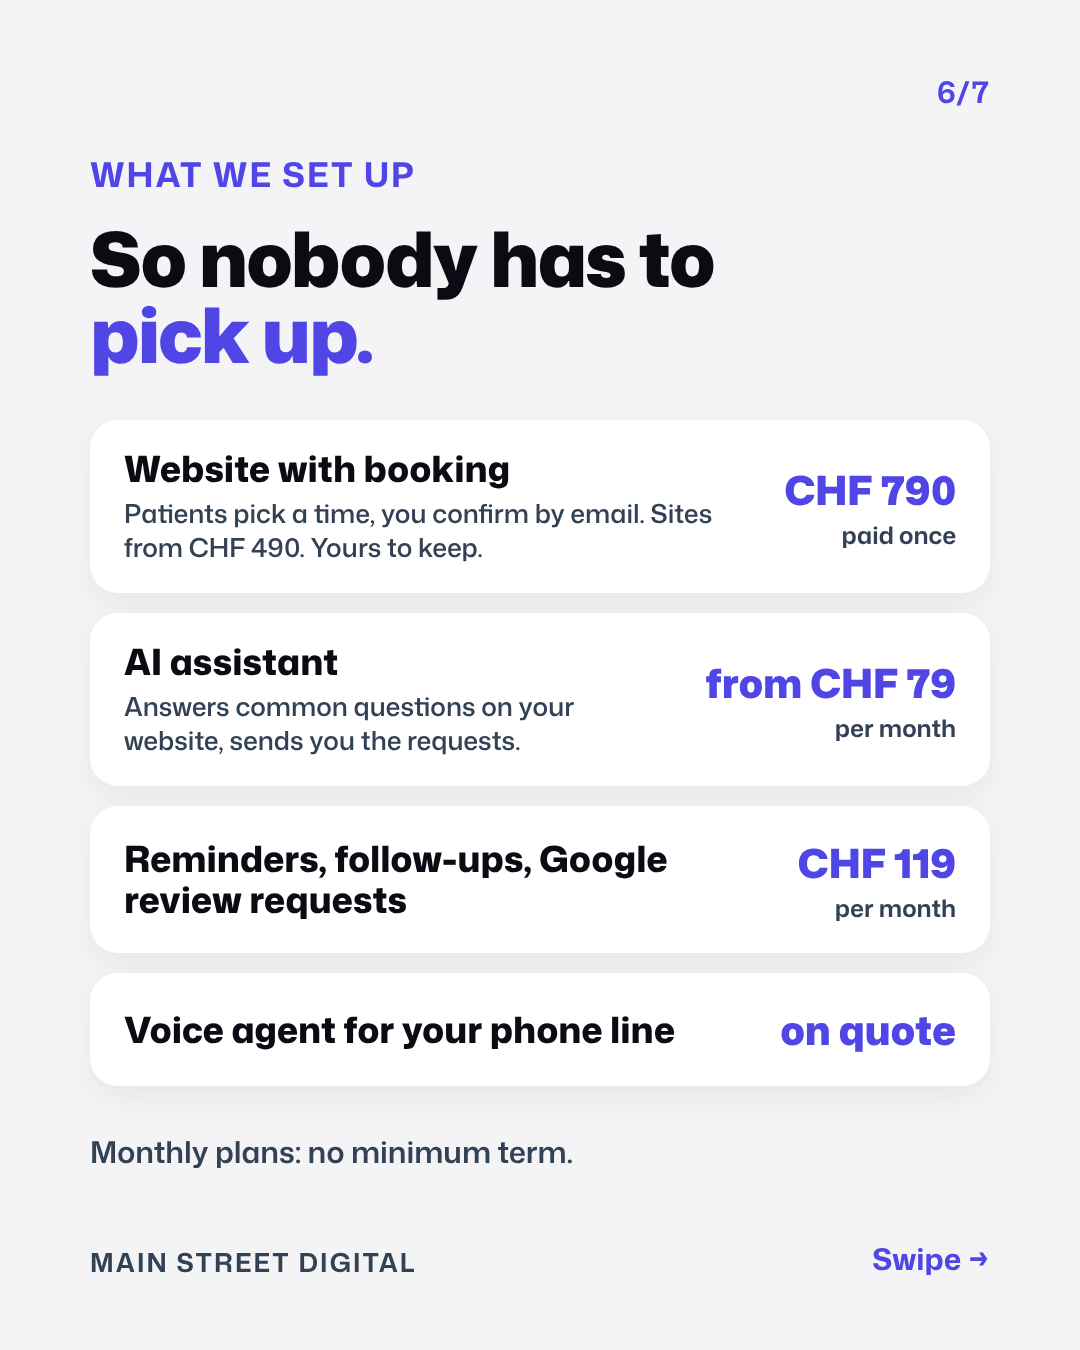 6/7
WHAT WE SET UP
So nobody has to
pick up.
Website with booking
Patients pick a time, you confirm by email. Sites
from CHF 490. Yours to keep.
CHF 790
paid once
AI assistant
Answers common questions on your
website, sends you the requests.
from CHF 79
per month
Reminders, follow-ups, Google
review requests
CHF 119
per month
Voice agent for your phone line
on quote
Monthly plans: no minimum term.
MAIN STREET DIGITAL
Swipe →